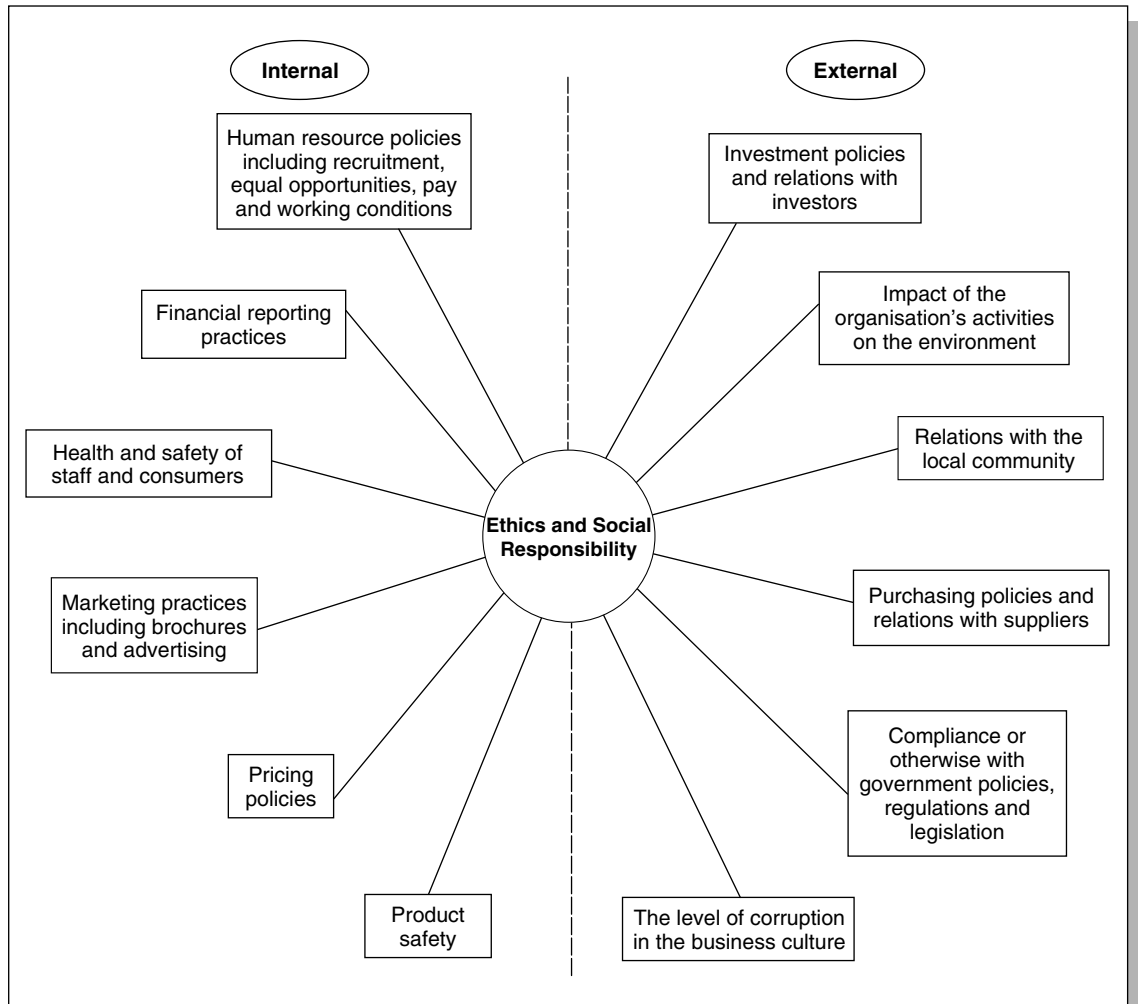 Internal
External
Human resource policies
including recruitment,
equal opportunities, pay
and working conditions
Investment policies
and relations with
investors
Financial reporting
practices
Impact of the
organisation's activities
on the environment
Health and safety of
staff and consumers
Relations with the
local community
Ethics and Social
Responsibility
Marketing practices
including brochures
and advertising
Purchasing policies and
relations with suppliers
Pricing
policies
Compliance or
otherwise with
government policies,
regulations and
legislation
Product
safety
The level of corruption
in the business culture